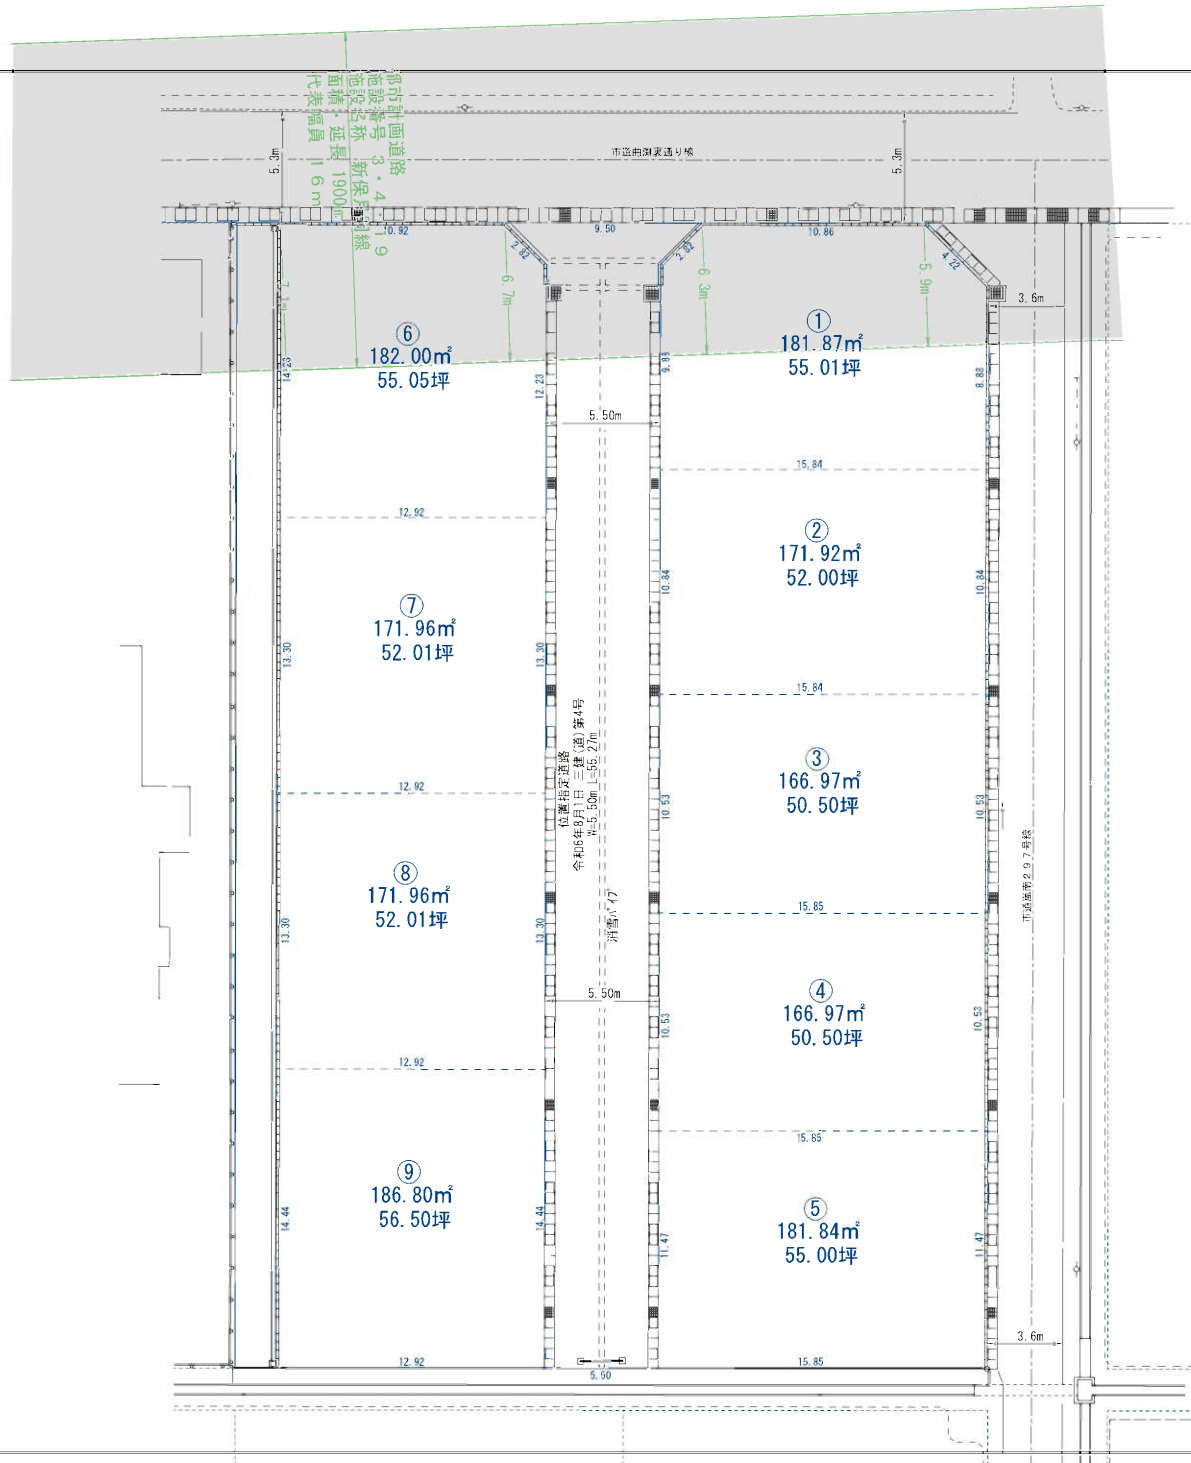 都市計画道路
施設番号 3・4・19
施設名称 新保
面積・延長 1900m
代表幅員 16m
市道曲渕裏通り線
5.3m
5.3m
10.92
2.82
9.50
2.82
10.86
4.22
7.1m
6.7m
6.3m
5.9m
3.6m
⑥
182.00㎡
55.05坪
14.23
12.23
①
181.87㎡
55.01坪
9.83
8.88
5.50m
15.84
12.92
②
171.92㎡
52.00坪
10.84
10.84
⑦
171.96㎡
52.01坪
13.30
13.30
15.84
位置指定道路
令和6年8月1日 三建(道)第4号
W=5.50m L=55.27m
消雪パイプ
③
166.97㎡
50.50坪
10.53
10.53
12.92
市道嵐南297号線
⑧
171.96㎡
52.01坪
13.30
13.30
15.85
5.50m
④
166.97㎡
50.50坪
10.53
10.53
12.92
15.85
⑨
186.80㎡
56.50坪
14.44
14.44
⑤
181.84㎡
55.00坪
11.47
11.47
3.6m
12.92
5.50
15.85